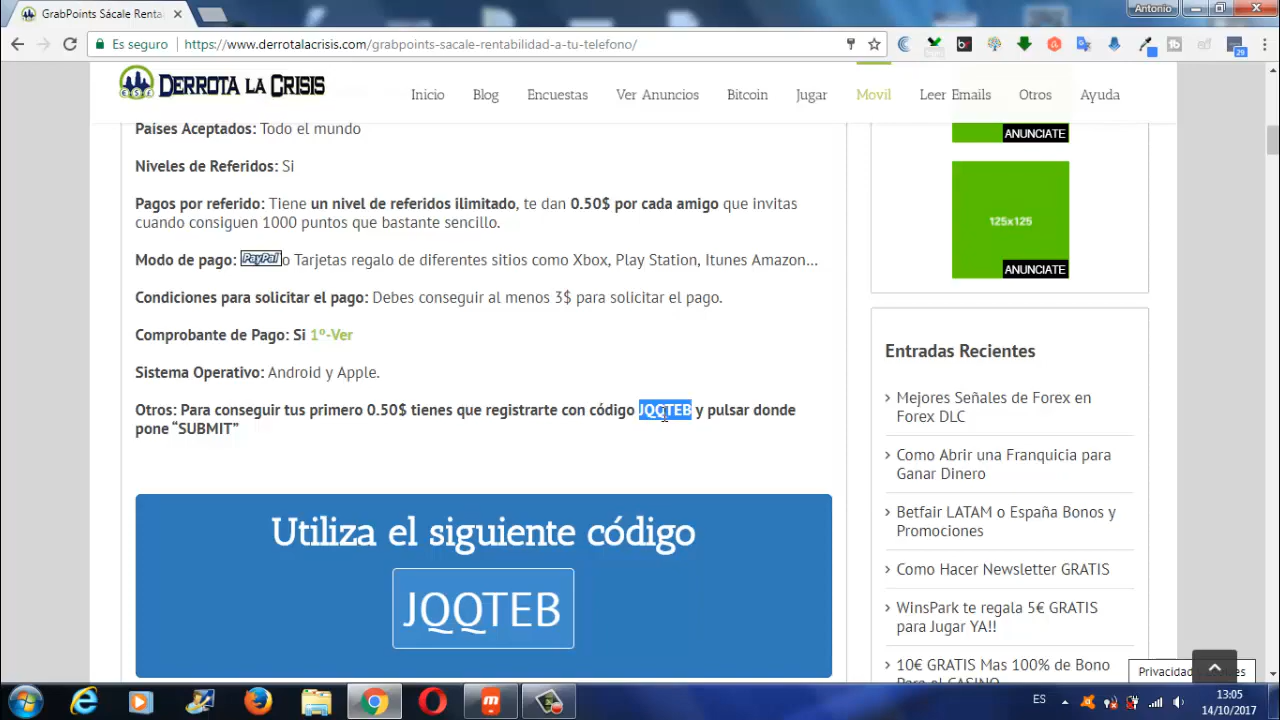 GrabPoints Sácale Renta
Antonio
Es seguro
https://www.derrotalacrisis.com/grabpoints-sacale-rentabilidad-a-tu-telefono/
29
DERROTA LA CRISIS
Inicio
Blog
Encuestas
Ver Anuncios
Bitcoin
Jugar
Movil
Leer Emails
Otros
Ayuda
Países Aceptados: Todo el mundo
Niveles de Referidos: Si
Pagos por referido: Tiene un nivel de referidos ilimitado, te dan 0.50$ por cada amigo que invitas
cuando consiguen 1000 puntos que bastante sencillo.
Modo de pago: PayPal o Tarjetas regalo de diferentes sitios como Xbox, Play Station, Itunes Amazon...
Condiciones para solicitar el pago: Debes conseguir al menos 3$ para solicitar el pago.
Comprobante de Pago: Si 1º-Ver
Sistema Operativo: Android y Apple.
Otros: Para conseguir tus primero 0.50$ tienes que registrarte con código JQQTEB y pulsar donde
pone “SUBMIT”
Utiliza el siguiente código
JQQTEB
ANUNCIATE
125x125
ANUNCIATE
Entradas Recientes
Mejores Señales de Forex en
Forex DLC
Como Abrir una Franquicia para
Ganar Dinero
Betfair LATAM o España Bonos y
Promociones
Como Hacer Newsletter GRATIS
WinsPark te regala 5€ GRATIS
para Jugar YA!!
10€ GRATIS Mas 100% de Bono
Para el CASINO
Privacidad
ES
13:05
14/10/2017